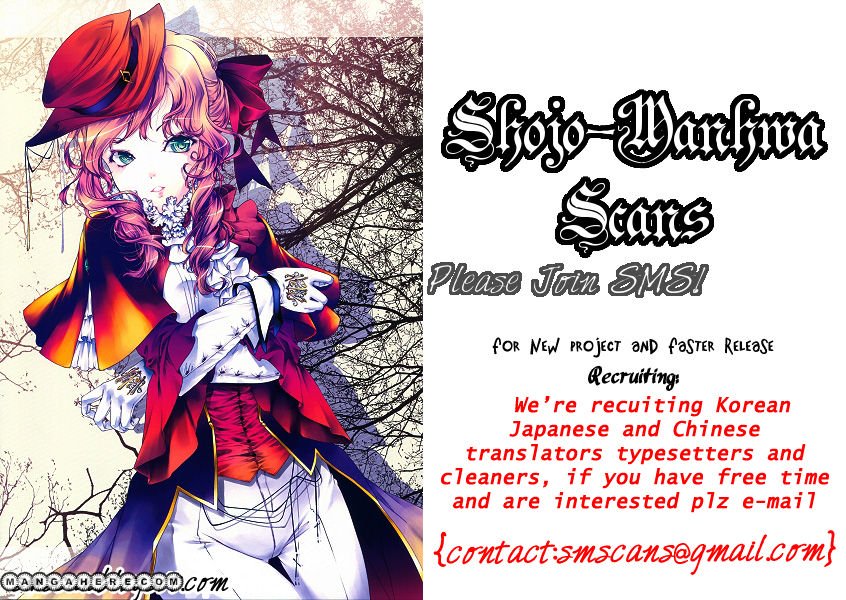 Shojo-Manhwa
Scans
Please Join SMS!
for New project and faster Release
Recruiting:
We're recuiting Korean
Japanese and Chinese
translators typesetters and
cleaners, if you have free time
and are interested plz e-mail
{contact:smscans@gmail.com}
MANGAHERE.COM
.com